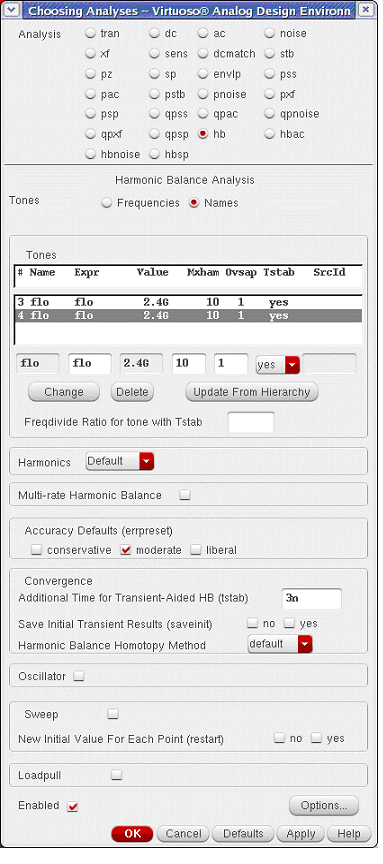 Choosing Analyses -- Virtuoso® Analog Design Environn
Analysis tran dc ac noise
xf sens dcmatch stb
pz sp envlp pss
pac pstb pnoise pxf
psp qpss qpac qpnoise
qpxf qpsp hb hbac
hbnoise hbsp
Harmonic Balance Analysis
Tones Frequencies Names
Tones
# Name Expr Value Mxham Ovsap Tstab SrcId
3 flo flo 2.4G 10 1 yes
4 flo flo 2.4G 10 1 yes
flo flo 2.4G 10 1 yes
Change Delete Update From Hierarchy
Freqdivide Ratio for tone with Tstab
Harmonics Default
Multi-rate Harmonic Balance
Accuracy Defaults (errpreset)
conservative moderate liberal
Convergence
Additional Time for Transient-Aided HB (tstab) 3n
Save Initial Transient Results (saveinit) no yes
Harmonic Balance Homotopy Method default
Oscillator
Sweep
New Initial Value For Each Point (restart) no yes
Loadpull
Enabled Options...
OK Cancel Defaults Apply Help